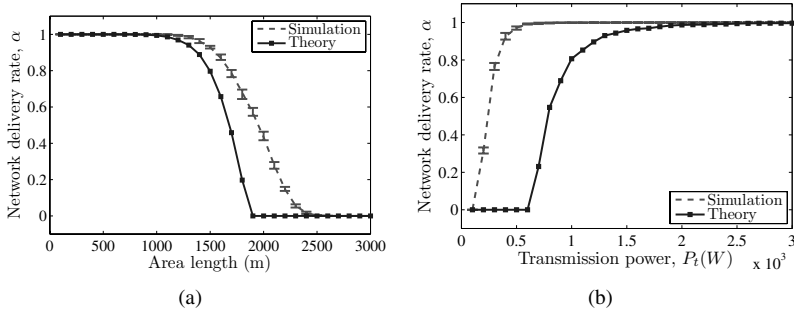 Network delivery rate, α
1
0.8
0.6
0.4
0.2
0
0 500 1000 1500 2000 2500 3000
Area length (m)
Simulation
Theory
(a)
Network delivery rate, α
1
0.8
0.6
0.4
0.2
0
0 0.5 1 1.5 2 2.5 3
Transmission power, Pt(W)
x 10³
Simulation
Theory
(b)